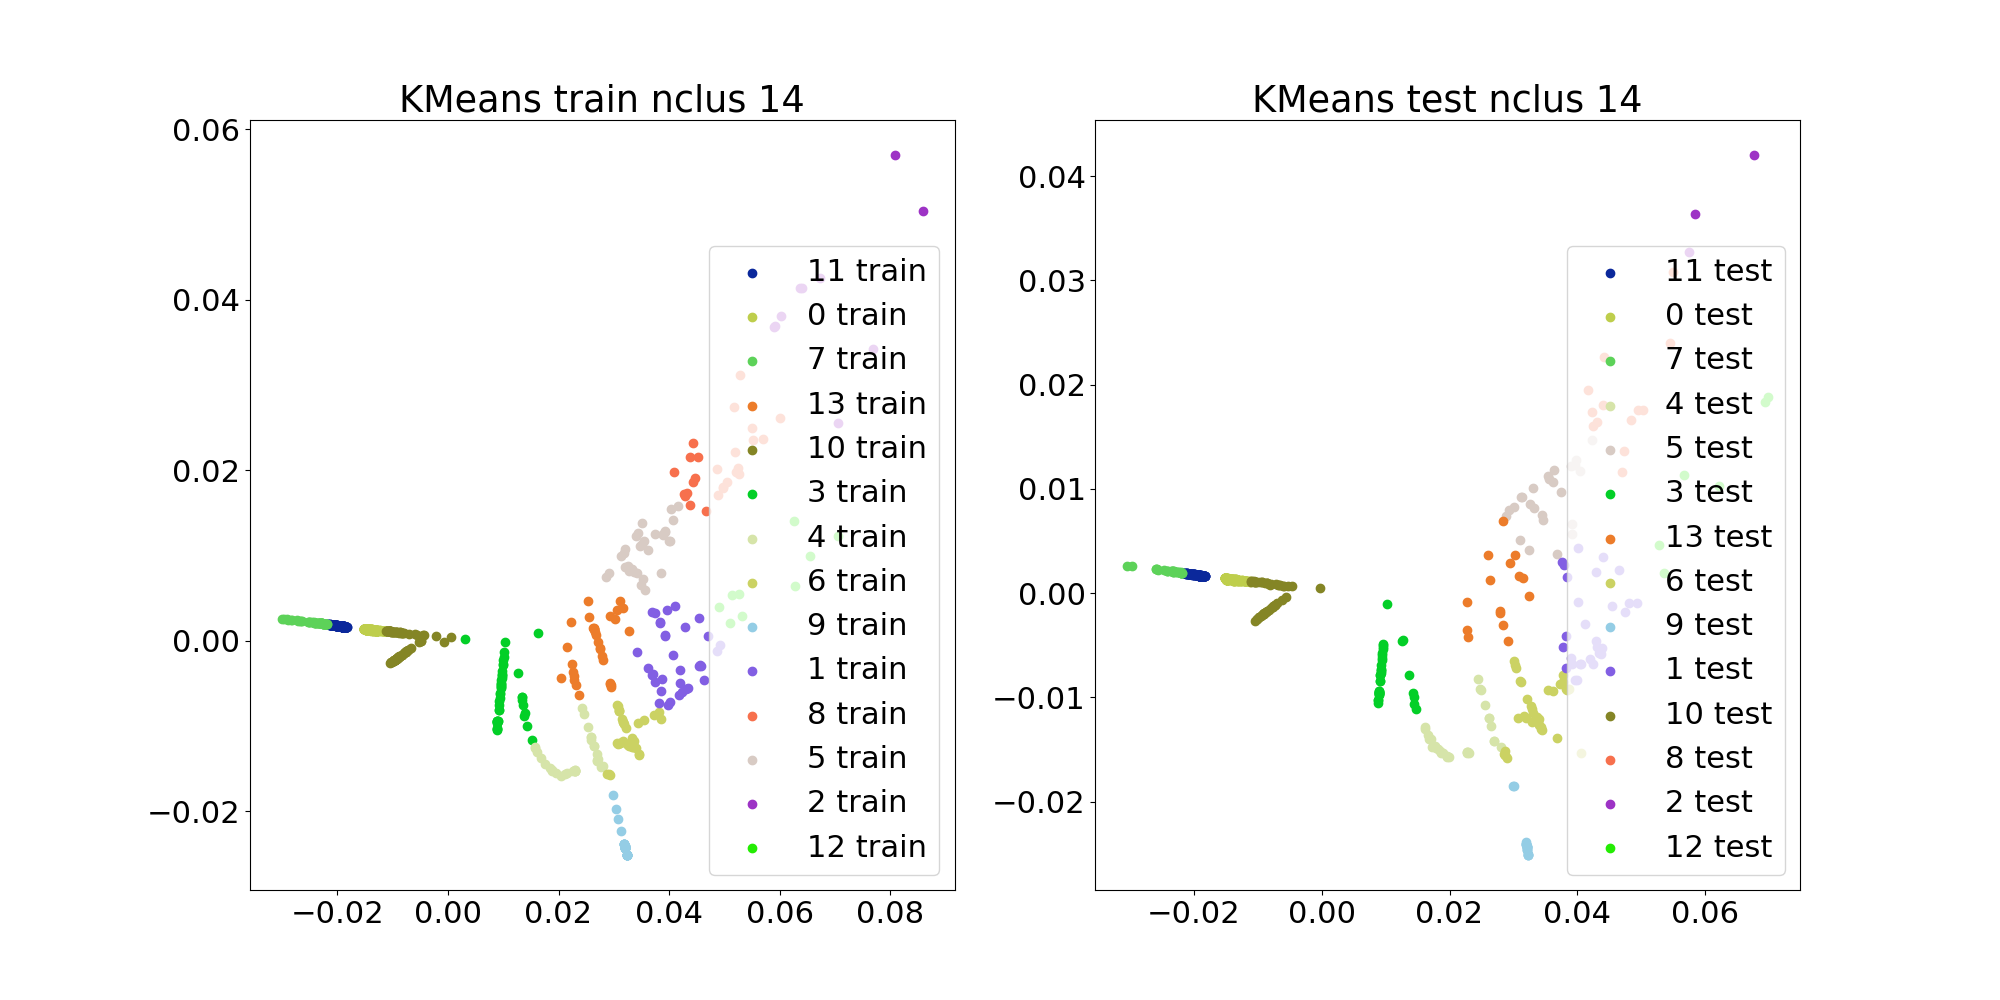 KMeans train nclus 14
0.06
0.04
0.02
0.00
−0.02
−0.02 0.00 0.02 0.04 0.06 0.08
11 train
0 train
7 train
13 train
10 train
3 train
4 train
6 train
9 train
1 train
8 train
5 train
2 train
12 train
KMeans test nclus 14
0.04
0.03
0.02
0.01
0.00
−0.01
−0.02
−0.02 0.00 0.02 0.04 0.06
11 test
0 test
7 test
4 test
5 test
3 test
13 test
6 test
9 test
1 test
10 test
8 test
2 test
12 test